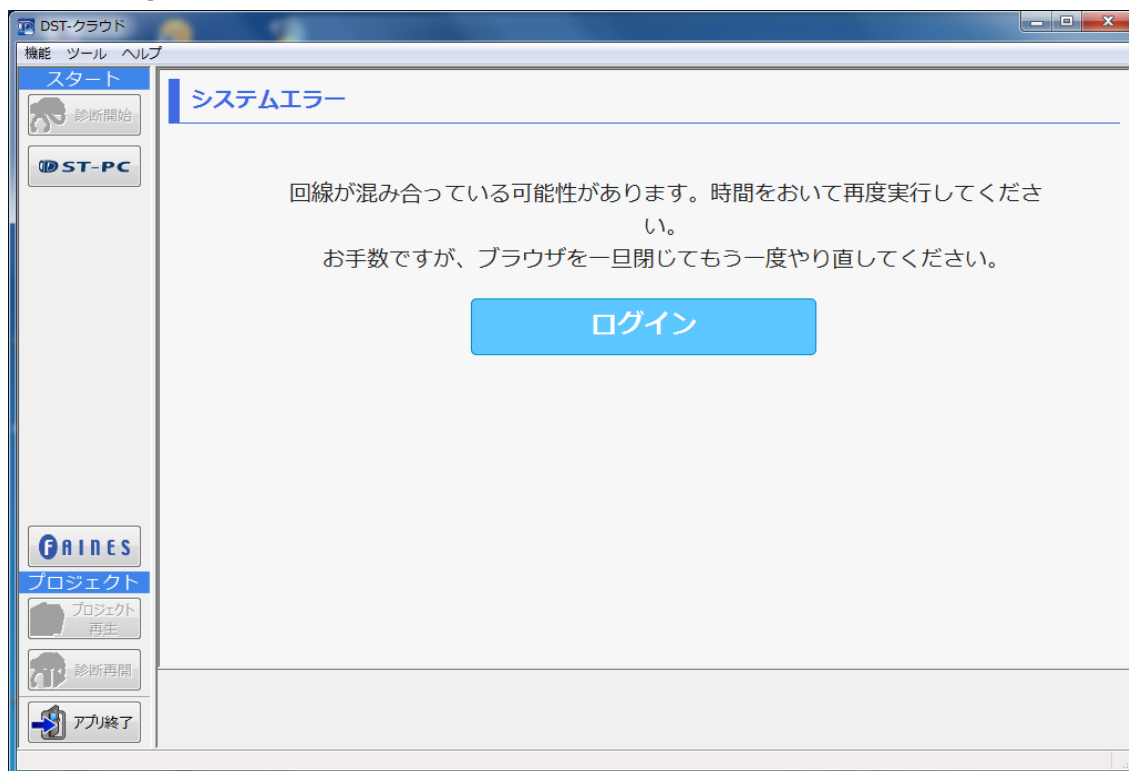 DST-クラウド
機能 ツール ヘルプ
スタート
診断開始
DST-PC
FAINES
プロジェクト
プロジェクト
再生
診断再開
アプリ終了
システムエラー
回線が混み合っている可能性があります。時間をおいて再度実行してくださ
い。
お手数ですが、ブラウザを一旦閉じてもう一度やり直してください。
ログイン